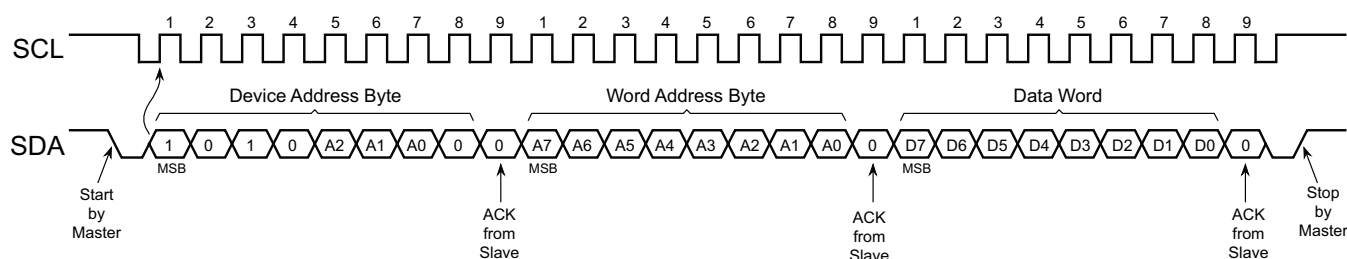 1 2 3 4 5 6 7 8 9 1 2 3 4 5 6 7 8 9 1 2 3 4 5 6 7 8 9
SCL
Device Address Byte Word Address Byte Data Word
SDA 1 0 1 0 A2 A1 A0 0 0 A7 A6 A5 A4 A3 A2 A1 A0 0 D7 D6 D5 D4 D3 D2 D1 D0 0
MSB MSB MSB
Start
by
Master
ACK
from
Slave
ACK
from
Slave
ACK
from
Slave
Stop
by
Master